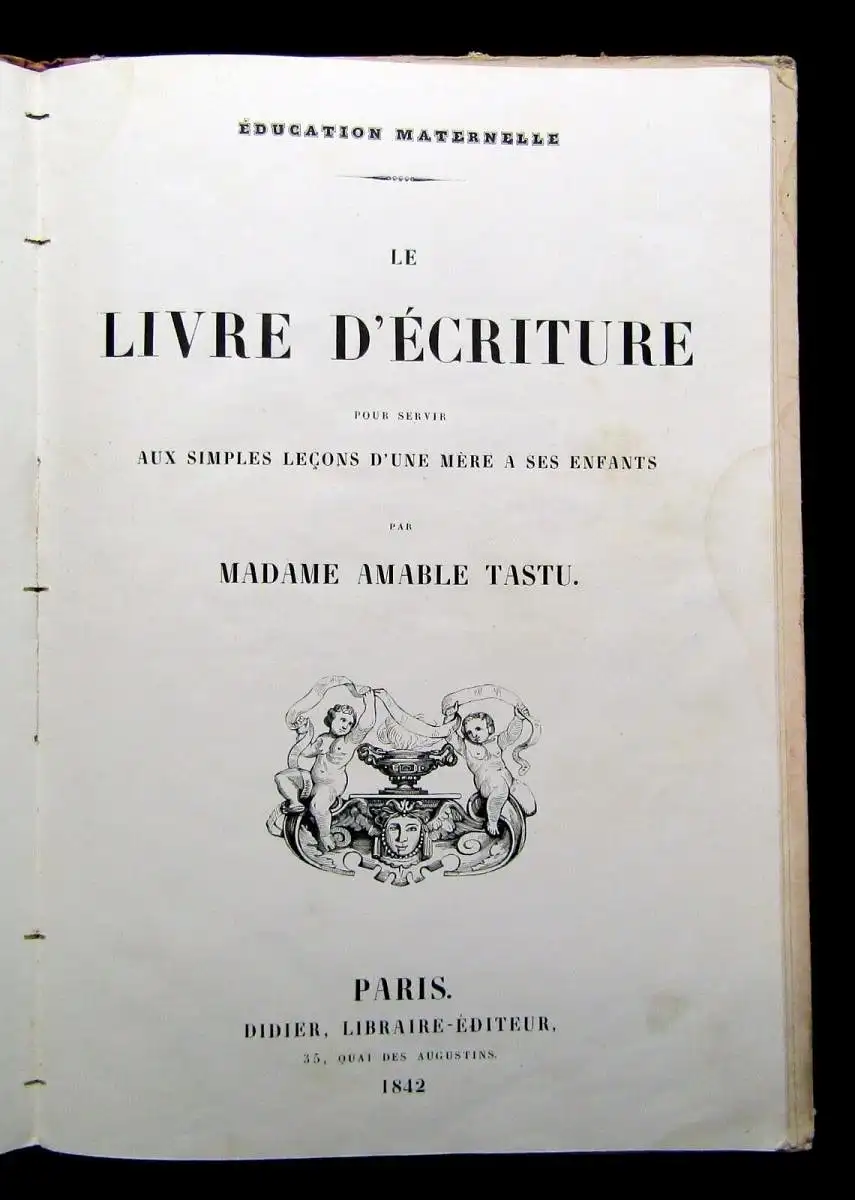 ÉDUCATION MATERNELLE
LE
LIVRE D'ÉCRITURE
POUR SERVIR
AUX SIMPLES LEÇONS D'UNE MÈRE A SES ENFANTS
PAR
MADAME AMABLE TASTU.
PARIS.
DIDIER, LIBRAIRE-ÉDITEUR,
35, QUAI DES AUGUSTINS.
1842